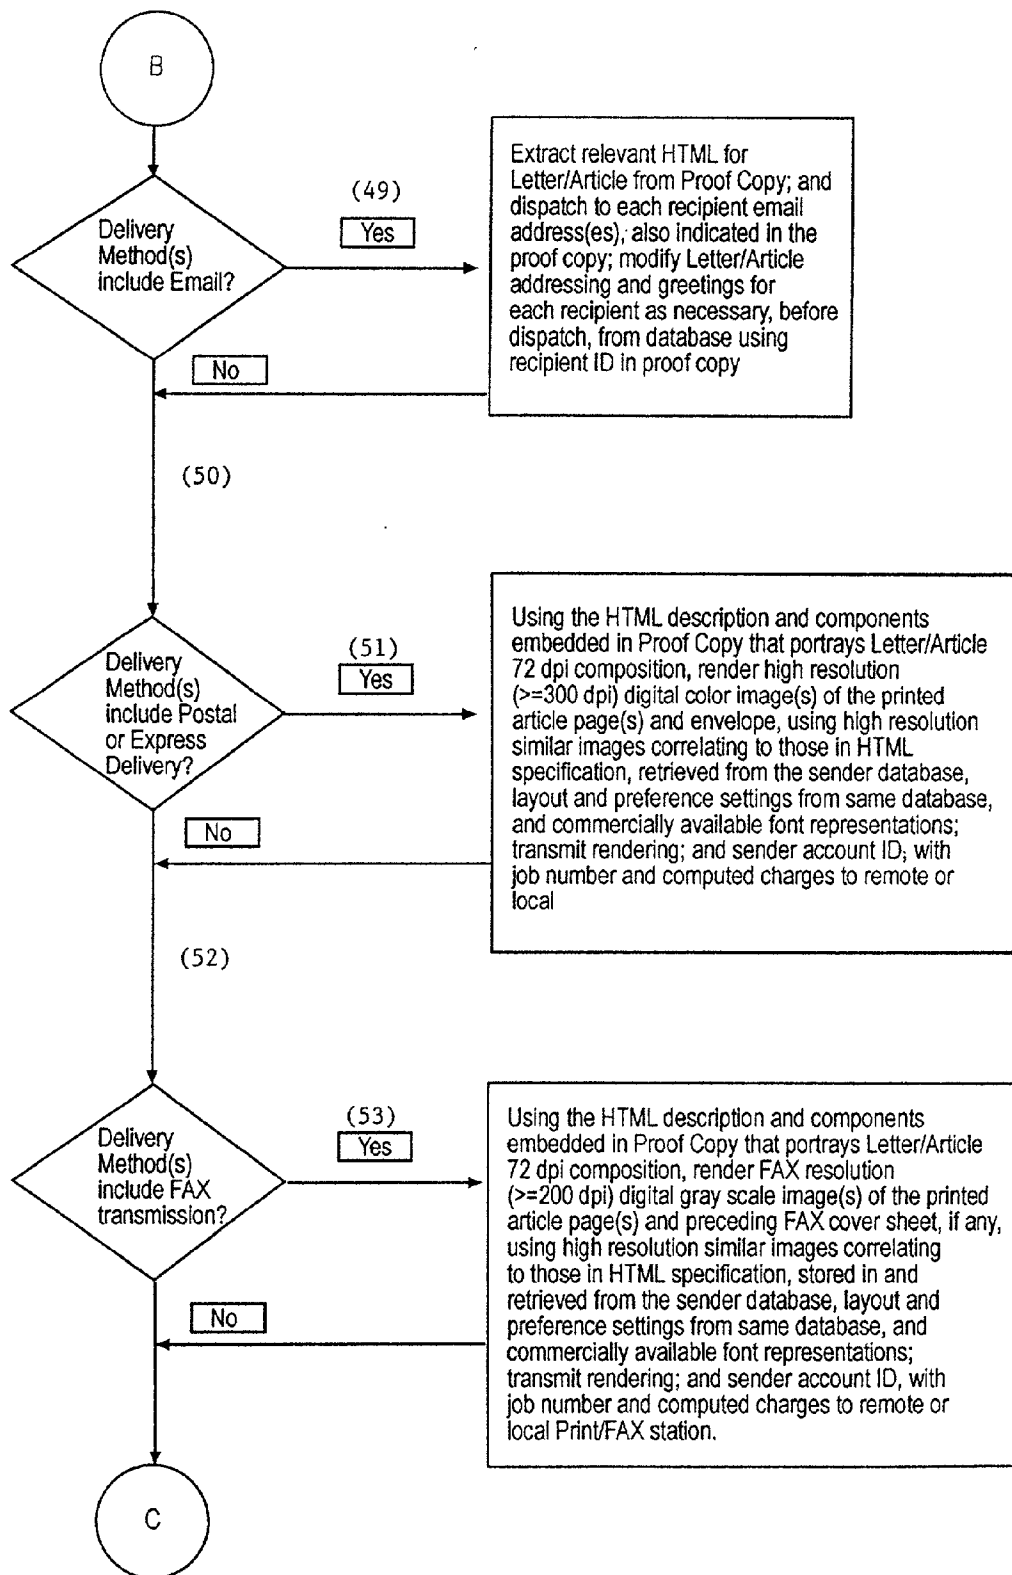 B
Delivery
Method(s)
include Email?
(49)
Yes
Extract relevant HTML for
Letter/Article from Proof Copy; and
dispatch to each recipient email
address(es), also indicated in the
proof copy; modify Letter/Article
addressing and greetings for
each recipient as necessary, before
dispatch, from database using
recipient ID in proof copy
No
(50)
Delivery
Method(s)
include Postal
or Express
Delivery?
(51)
Yes
Using the HTML description and components
embedded in Proof Copy that portrays Letter/Article
72 dpi composition, render high resolution
(>=300 dpi) digital color image(s) of the printed
article page(s) and envelope, using high resolution
similar images correlating to those in HTML
specification, retrieved from the sender database,
layout and preference settings from same database,
and commercially available font representations;
transmit rendering; and sender account ID; with
job number and computed charges to remote or
local
No
(52)
Delivery
Method(s)
include FAX
transmission?
(53)
Yes
Using the HTML description and components
embedded in Proof Copy that portrays Letter/Article
72 dpi composition, render FAX resolution
(>=200 dpi) digital gray scale image(s) of the printed
article page(s) and preceding FAX cover sheet, if any,
using high resolution similar images correlating
to those in HTML specification, stored in and
retrieved from the sender database, layout and
preference settings from same database, and
commercially available font representations;
transmit rendering; and sender account ID, with
job number and computed charges to remote or
local Print/FAX station.
No
C